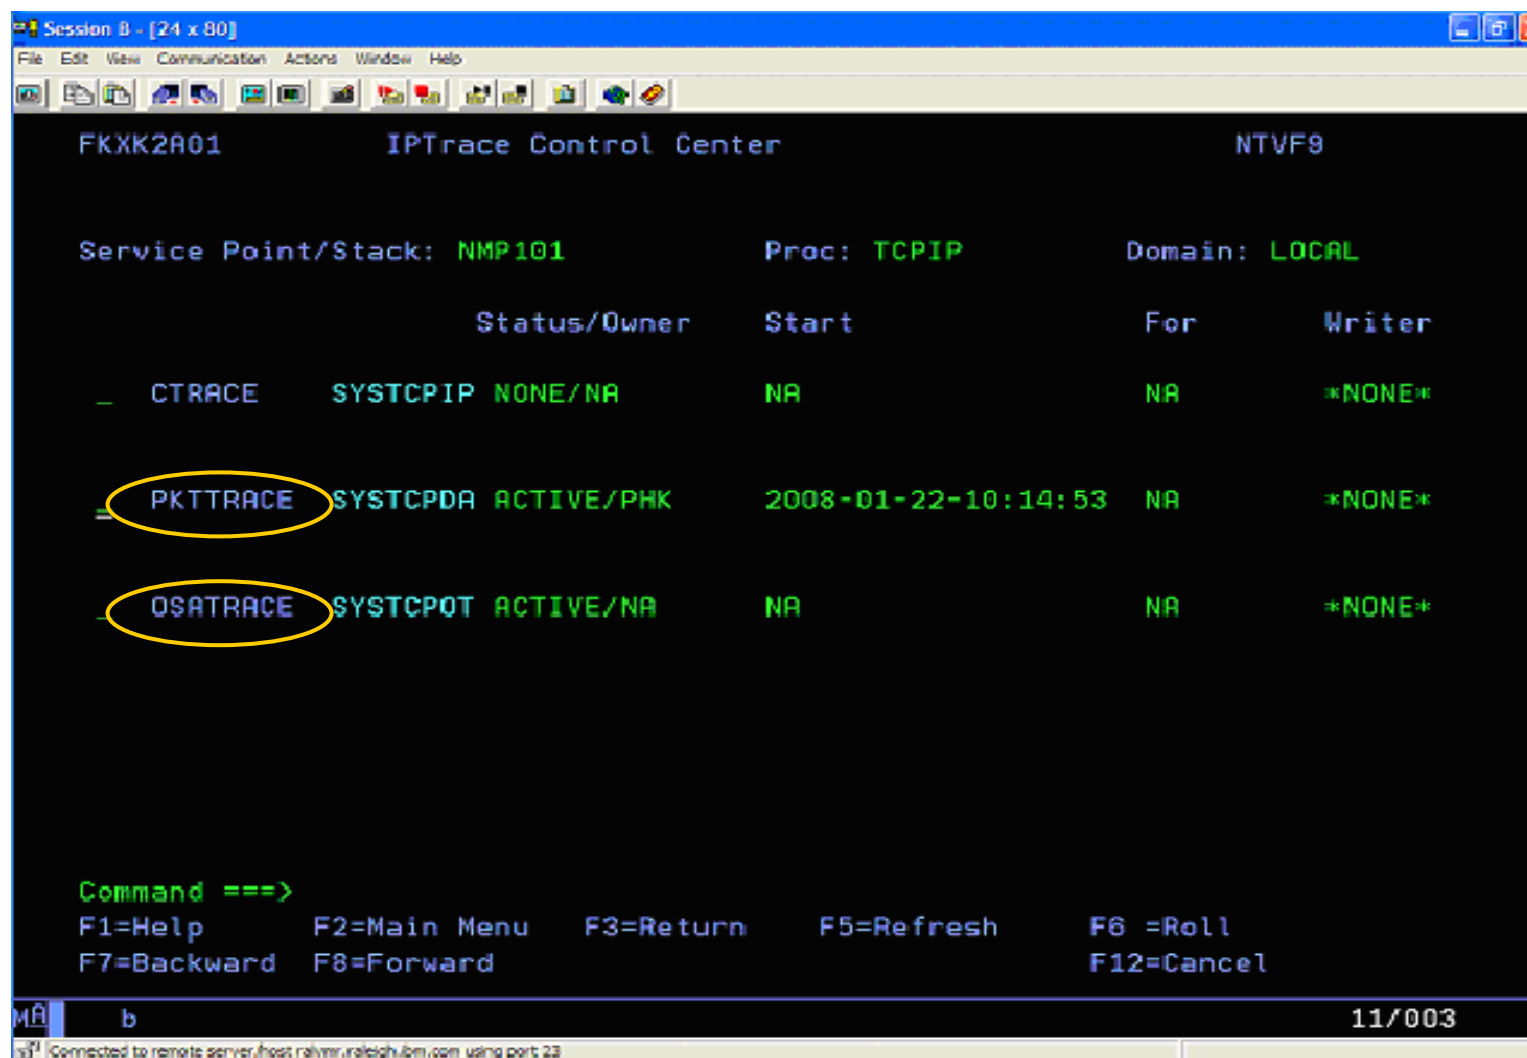 Session B - [24 x 80]
File Edit View Communication Actions Window Help
FKXK2A01 IPTrace Control Center NTVF9
Service Point/Stack: NMP101 Proc: TCPIP Domain: LOCAL
Status/Owner Start For Writer
_ CTRACE SYSTCPIP NONE/NA NA NA *NONE*
_ PKTTRACE SYSTCPDA ACTIVE/PHK 2008-01-22-10:14:53 NA *NONE*
_ OSATRACE SYSTCPOT ACTIVE/NA NA NA *NONE*
Command ===>
F1=Help F2=Main Menu F3=Return F5=Refresh F6 =Roll
F7=Backward F8=Forward F12=Cancel
MA b 11/003
Connected to remote server/host ralvmr.raleigh.ibm.com using port 23